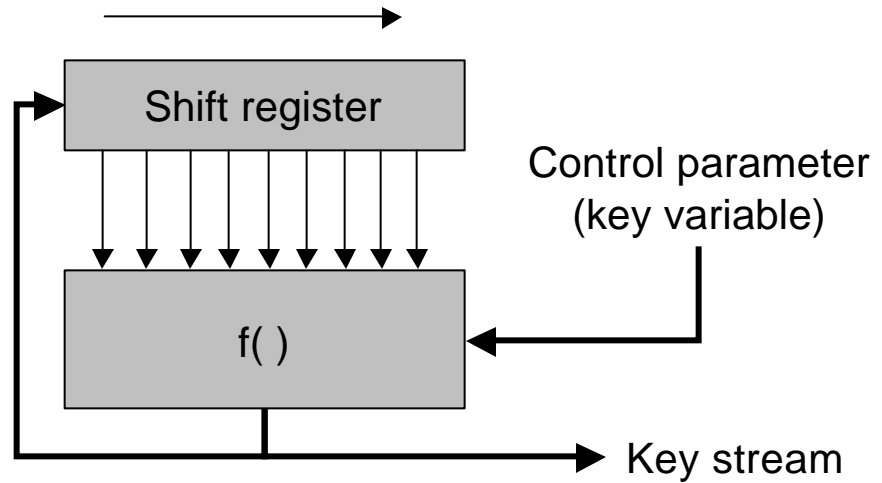 Shift register
Control parameter
(key variable)
f( )
Key stream